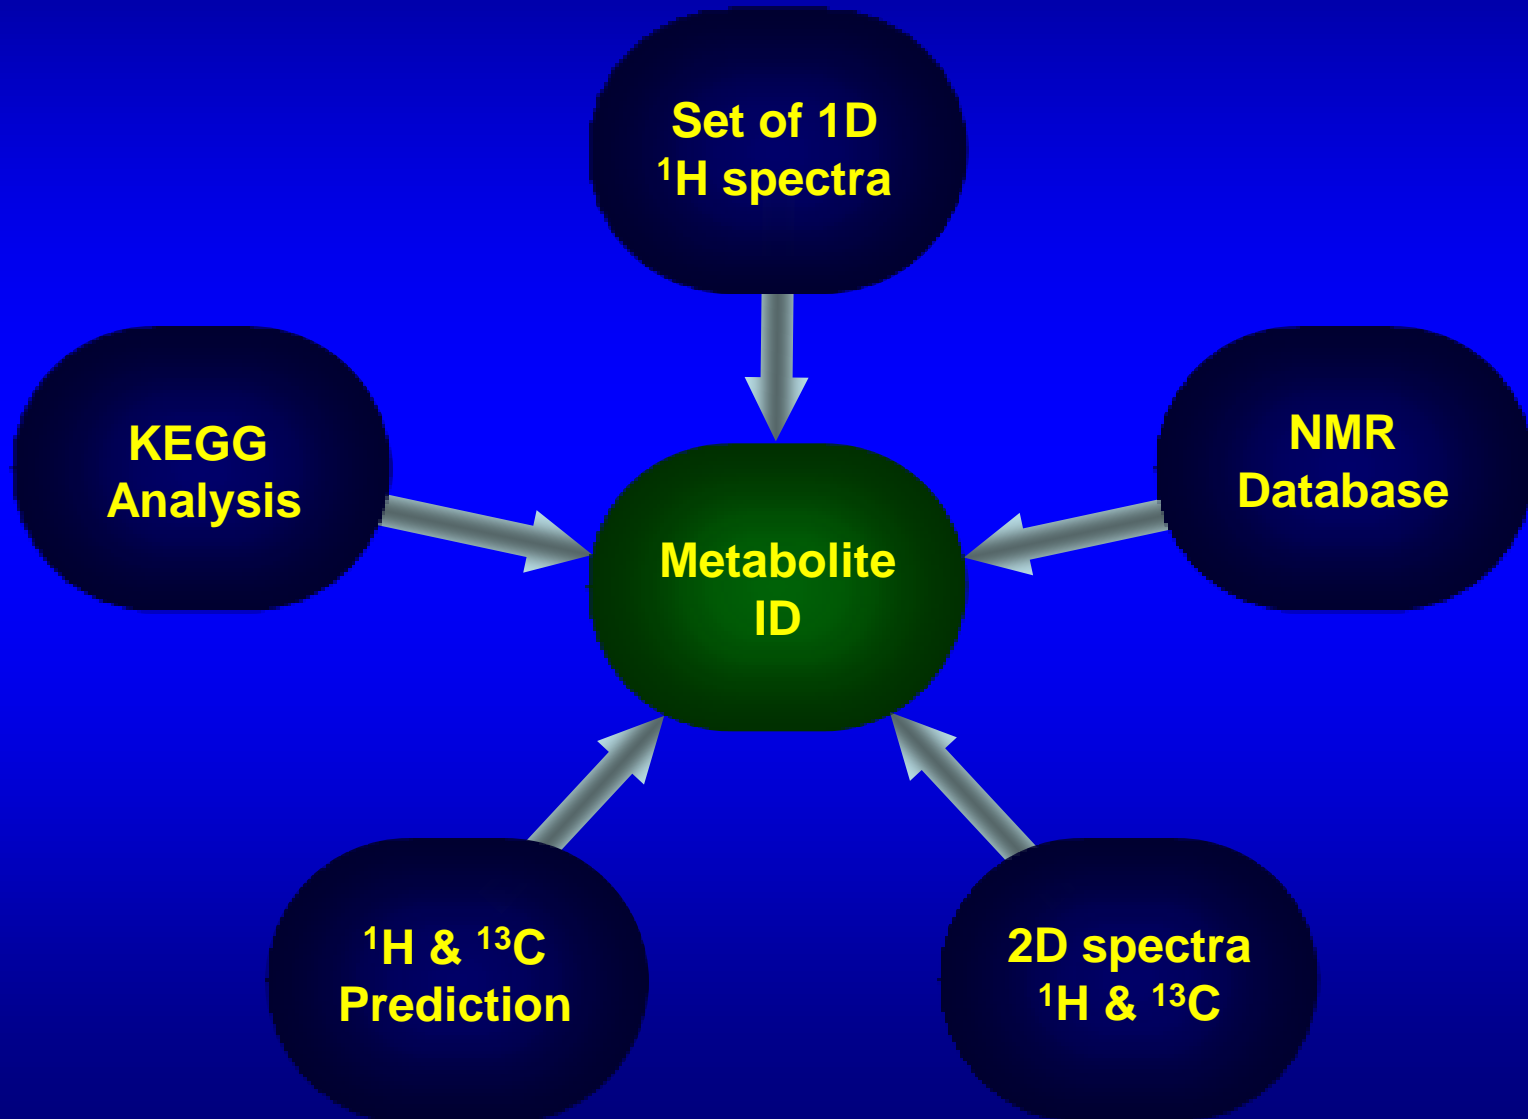 Set of 1D
¹H spectra
KEGG
Analysis
NMR
Database
Metabolite
ID
¹H & ¹³C
Prediction
2D spectra
¹H & ¹³C